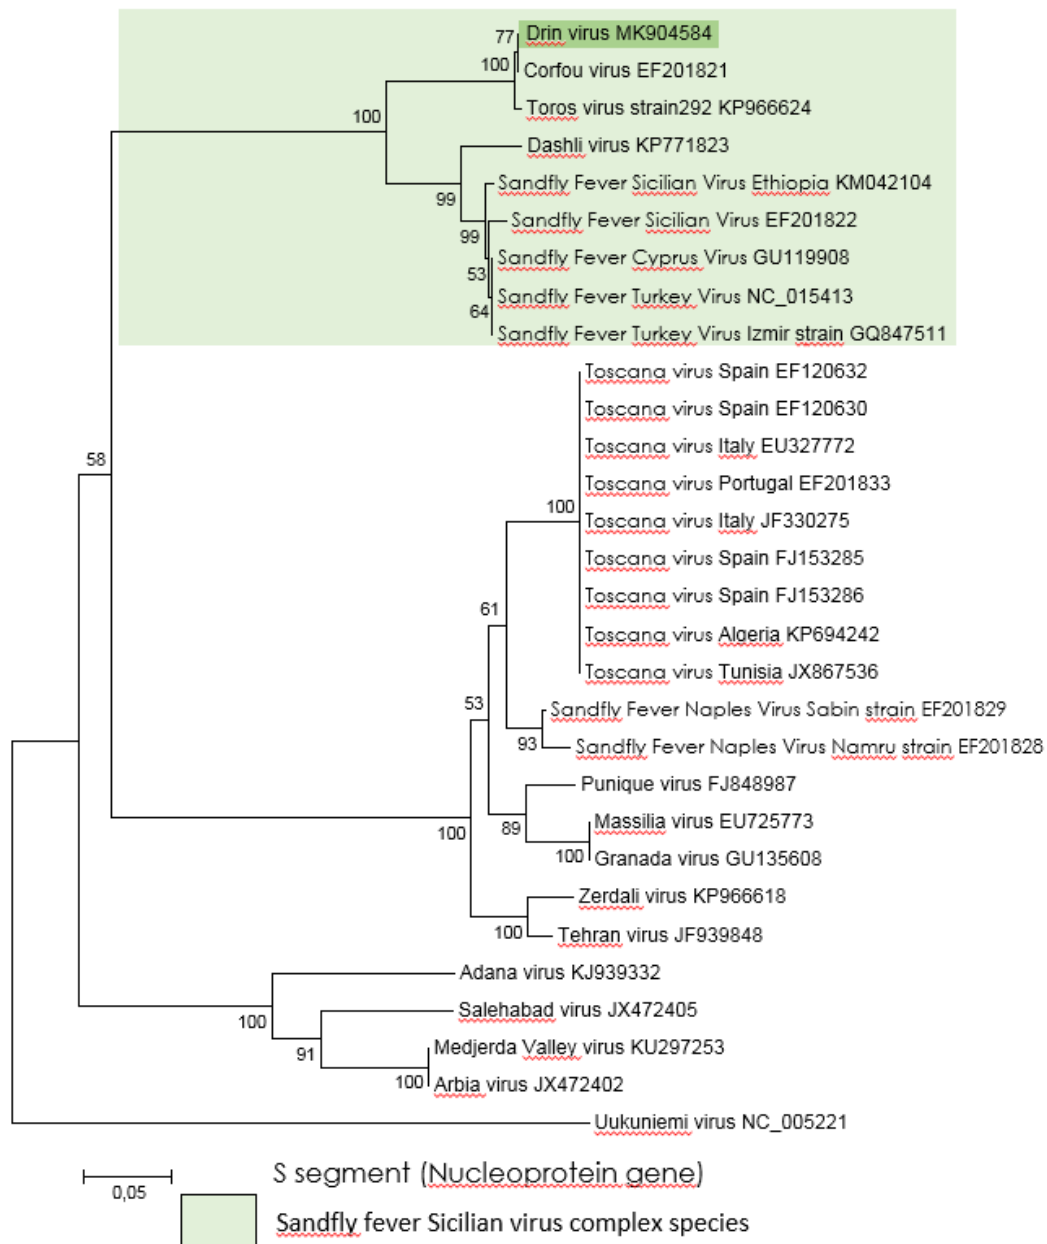 77
Drin virus MK904584
100
Corfou virus EF201821
100
Toros virus strain292 KP966624
Dashli virus KP771823
Sandfly Fever Sicilian Virus Ethiopia KM042104
99
Sandfly Fever Sicilian Virus EF201822
99
Sandfly Fever Cyprus Virus GU119908
53
Sandfly Fever Turkey Virus NC_015413
64
Sandfly Fever Turkey Virus Izmir strain GQ847511
Toscana virus Spain EF120632
Toscana virus Spain EF120630
Toscana virus Italy EU327772
58
Toscana virus Portugal EF201833
100
Toscana virus Italy JF330275
Toscana virus Spain FJ153285
Toscana virus Spain FJ153286
61
Toscana virus Algeria KP694242
Toscana virus Tunisia JX867536
53
Sandfly Fever Naples Virus Sabin strain EF201829
93
Sandfly Fever Naples Virus Namru strain EF201828
Punique virus FJ848987
Massilia virus EU725773
89
100
100
Granada virus GU135608
Zerdali virus KP966618
100
Tehran virus JF939848
Adana virus KJ939332
Salehabad virus JX472405
100
Medjerda Valley virus KU297253
91
100
Arbia virus JX472402
Uukuniemi virus NC_005221
0,05
S segment (Nucleoprotein gene)
Sandfly fever Sicilian virus complex species